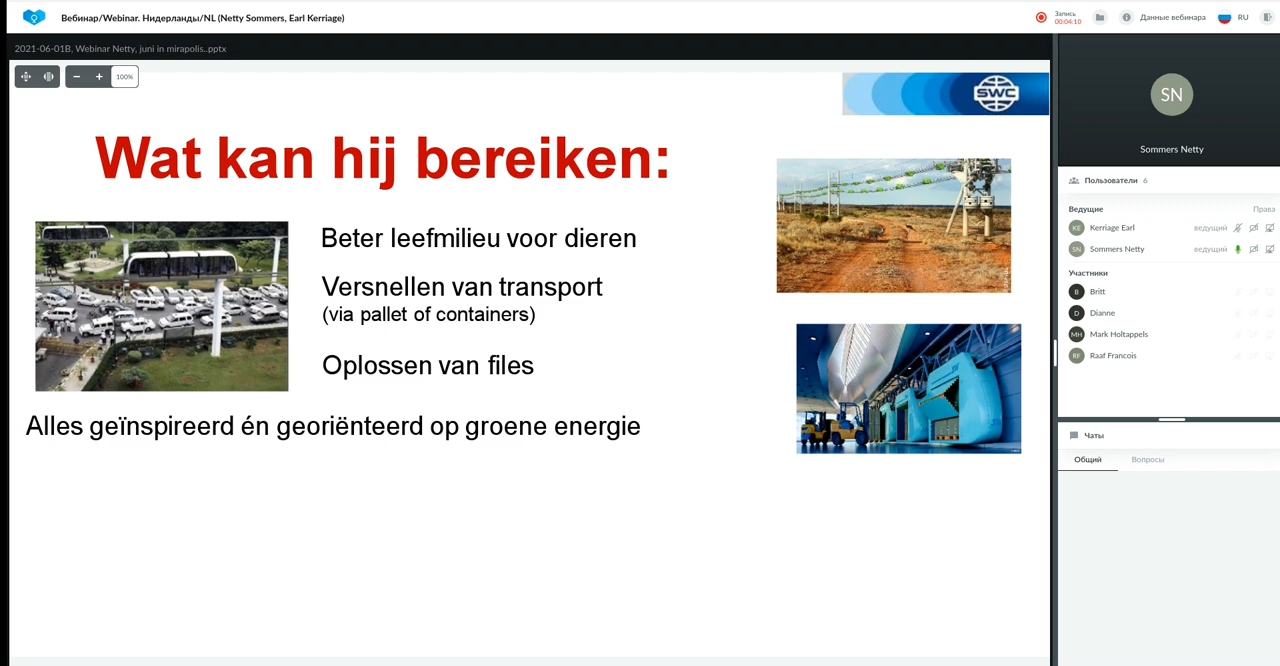 Вебинар/Webinar. Нидерланды/NL (Netty Sommers, Earl Kerriage)
Запись
00:04:10
Данные вебинара
RU
2021-06-01B, Webinar Netty, juni in mirapolis..pptx
100%
SWC
Wat kan hij bereiken:
Beter leefmilieu voor dieren
Versnellen van transport
(via pallet of containers)
Oplossen van files
Alles geïnspireerd én georiënteerd op groene energie
SN
Sommers Netty
Пользователи 6
Ведущие Права
KE Kerriage Earl ведущий
SN Sommers Netty ведущий
Участники
B Britt
D Dianne
MH Mark Holtappels
RF Raaf Francois
Чаты
Общий Вопросы